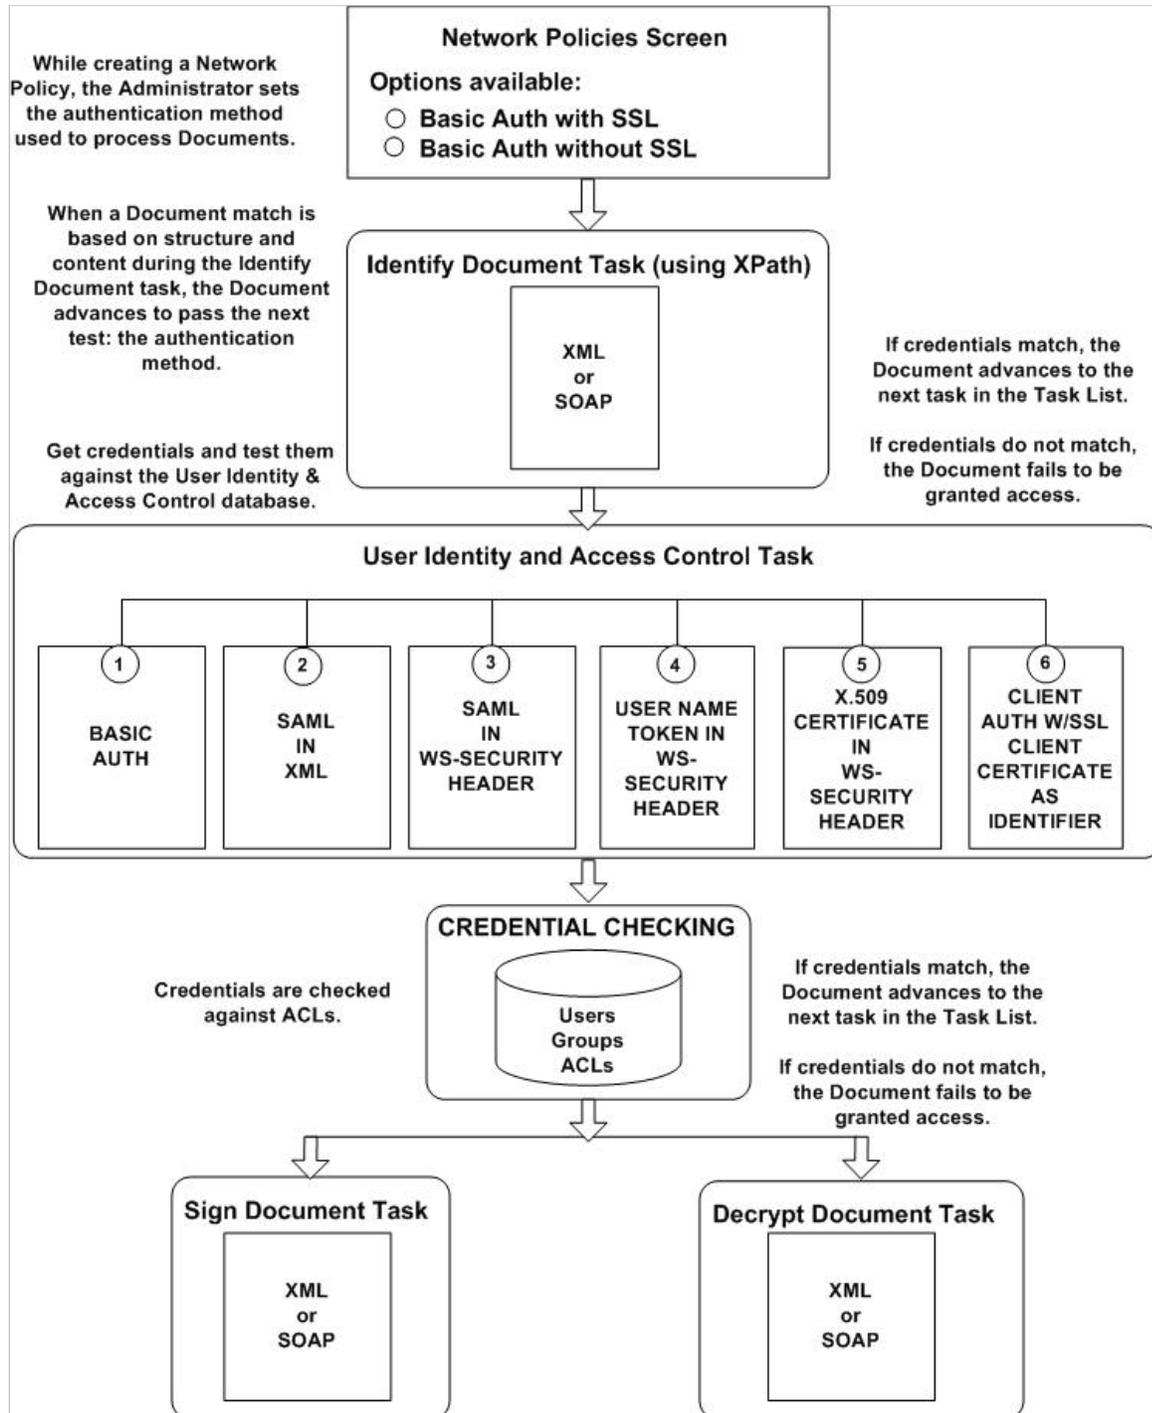 Network Policies Screen
Options available:
Basic Auth with SSL
Basic Auth without SSL
While creating a Network
Policy, the Administrator sets
the authentication method
used to process Documents.
When a Document match is
based on structure and
content during the Identify
Document task, the Document
advances to pass the next
test: the authentication
method.
Identify Document Task (using XPath)
XML
or
SOAP
If credentials match, the
Document advances to the
next task in the Task List.
If credentials do not match,
the Document fails to be
granted access.
Get credentials and test them
against the User Identity &
Access Control database.
User Identity and Access Control Task
1
BASIC
AUTH
2
SAML
IN
XML
3
SAML
IN
WS-SECURITY
HEADER
4
USER NAME
TOKEN IN
WS-
SECURITY
HEADER
5
X.509
CERTIFICATE
IN
WS-
SECURITY
HEADER
6
CLIENT
AUTH W/SSL
CLIENT
CERTIFICATE
AS
IDENTIFIER
CREDENTIAL CHECKING
Users
Groups
ACLs
Credentials are checked
against ACLs.
If credentials match, the
Document advances to the
next task in the Task List.
If credentials do not match,
the Document fails to be
granted access.
Sign Document Task
XML
or
SOAP
Decrypt Document Task
XML
or
SOAP